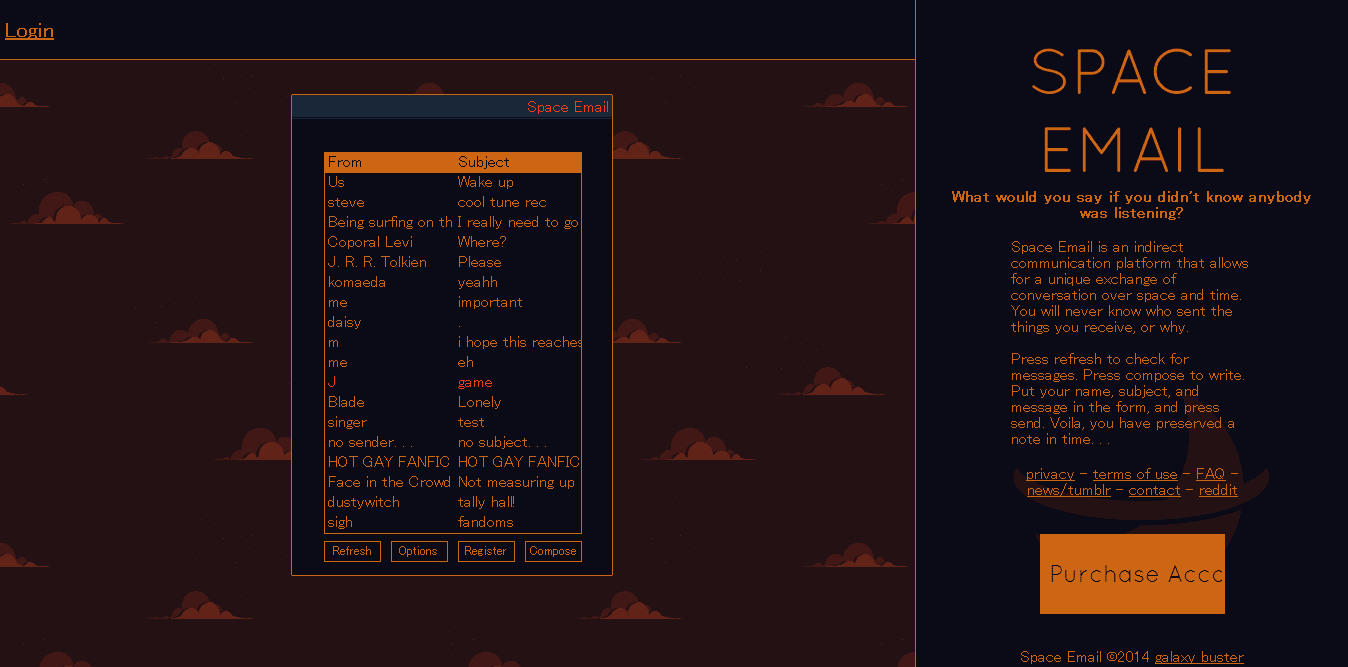 Login
Space Email
From Subject
Us Wake up
steve cool tune rec
Being surfing on th I really need to go
Coporal Levi Where?
J. R. R. Tolkien Please
komaeda yeahh
me important
daisy .
m i hope this reaches
me eh
J game
Blade Lonely
singer test
no sender. . . no subject. . .
HOT GAY FANFIC HOT GAY FANFIC
Face in the Crowd Not measuring up
dustywitch tally hall!
sigh fandoms
Refresh Options Register Compose
SPACE
EMAIL
What would you say if you didn't know anybody
was listening?
Space Email is an indirect
communication platform that allows
for a unique exchange of
conversation over space and time.
You will never know who sent the
things you receive, or why.
Press refresh to check for
messages. Press compose to write.
Put your name, subject, and
message in the form, and press
send. Voila, you have preserved a
note in time. . .
privacy - terms of use - FAQ -
news/tumblr - contact - reddit
Purchase Accc
Space Email ©2014 galaxy buster